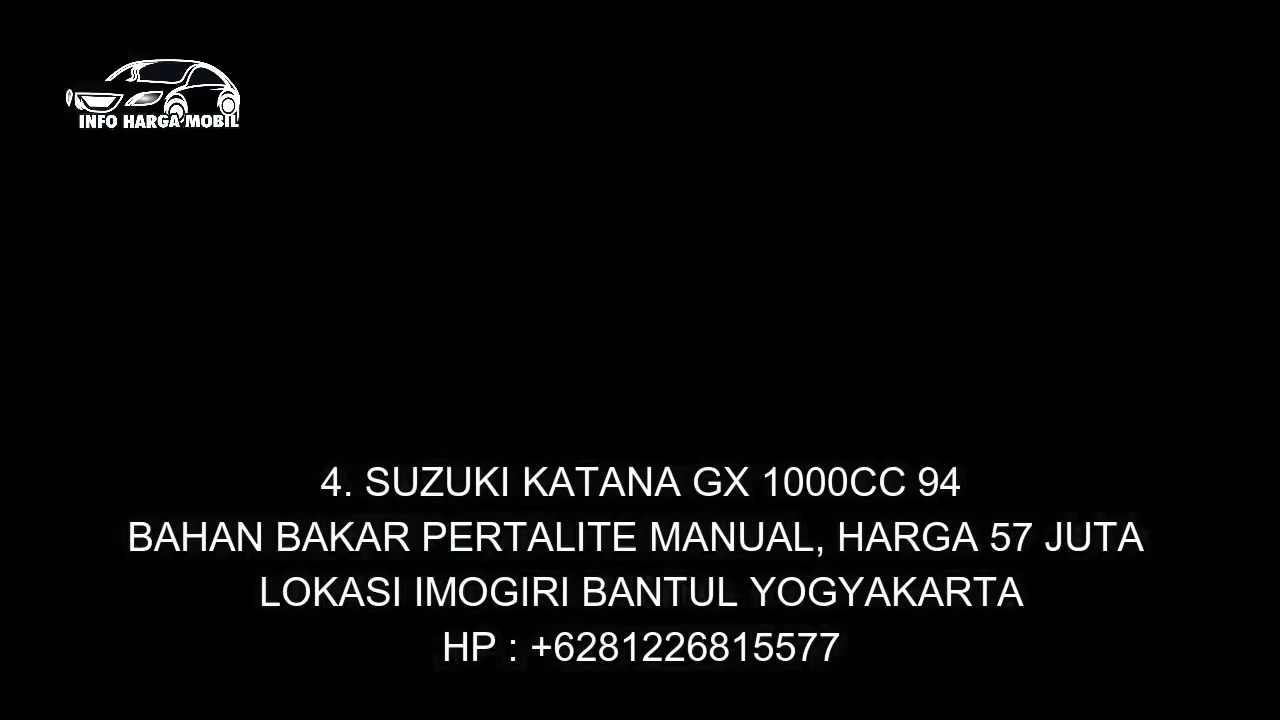 INFO HARGA MOBIL
4. SUZUKI KATANA GX 1000CC 94
BAHAN BAKAR PERTALITE MANUAL, HARGA 57 JUTA
LOKASI IMOGIRI BANTUL YOGYAKARTA
HP : +6281226815577